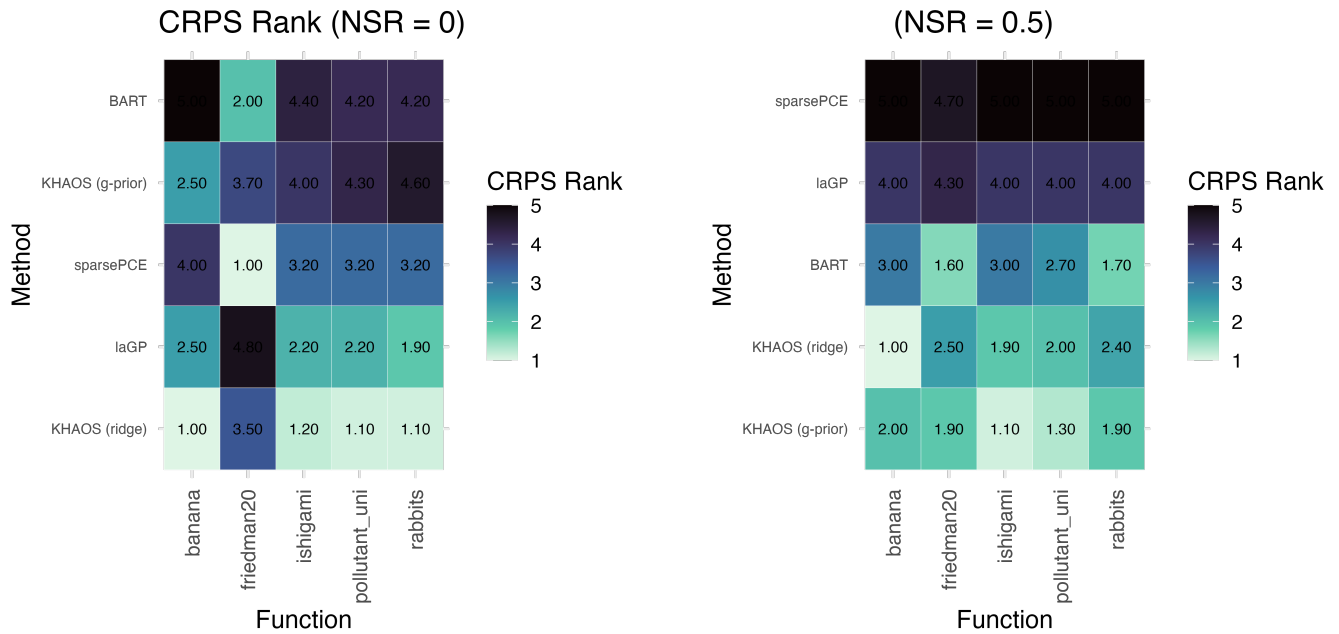 CRPS Rank (NSR = 0)
BART 5.00 2.00 4.40 4.20 4.20
KHAOS (g-prior) 2.50 3.70 4.00 4.30 4.60
sparsePCE 4.00 1.00 3.20 3.20 3.20
laGP 2.50 4.80 2.20 2.20 1.90
KHAOS (ridge) 1.00 3.50 1.20 1.10 1.10
Method
banana friedman20 ishigami pollutant_uni rabbits
Function
CRPS Rank
5
4
3
2
1
(NSR = 0.5)
sparsePCE 5.00 4.70 5.00 5.00 5.00
laGP 4.00 4.30 4.00 4.00 4.00
BART 3.00 1.60 3.00 2.70 1.70
KHAOS (ridge) 1.00 2.50 1.90 2.00 2.40
KHAOS (g-prior) 2.00 1.90 1.10 1.30 1.90
Method
banana friedman20 ishigami pollutant_uni rabbits
Function
CRPS Rank
5
4
3
2
1